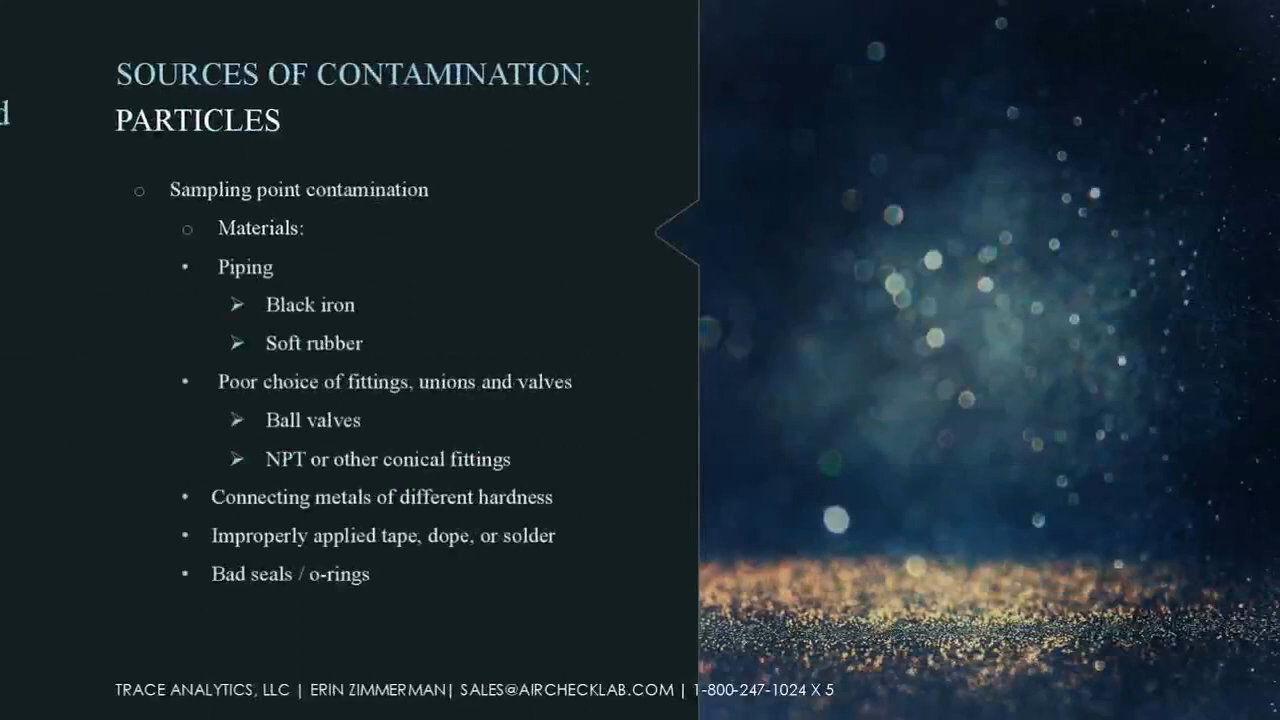 SOURCES OF CONTAMINATION:
d
PARTICLES
Sampling point contamination
Materials:
Piping
Black iron
Soft rubber
Poor choice of fittings, unions and valves
Ball valves
NPT or other conical fittings
Connecting metals of different hardness
Improperly applied tape, dope, or solder
Bad seals / o-rings
TRACE ANALYTICS, LLC | ERIN ZIMMERMAN| SALES@AIRCHECKLAB.COM | 1-800-247-1024 X 5